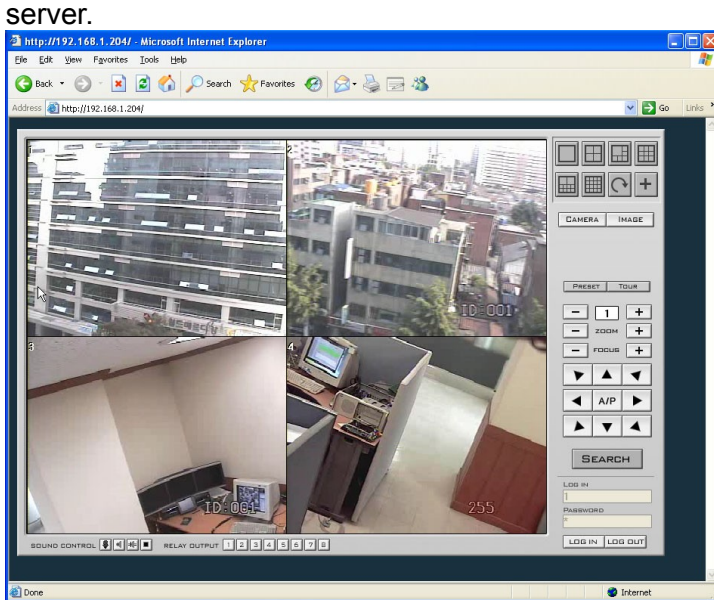 server.
http://192.168.1.204/ - Microsoft Internet Explorer
File Edit View Favorites Tools Help
Back Search Favorites
Address http://192.168.1.204/ Go Links
1
2
ID:001
3
4
ID:001
255
CAMERA IMAGE
PRESET TOUR
1
ZOOM
FOCUS
A/P
SEARCH
LOG IN
1
PASSWORD
*
LOG IN LOG OUT
SOUND CONTROL RELAY OUTPUT 1 2 3 4 5 6 7 8
Done Internet